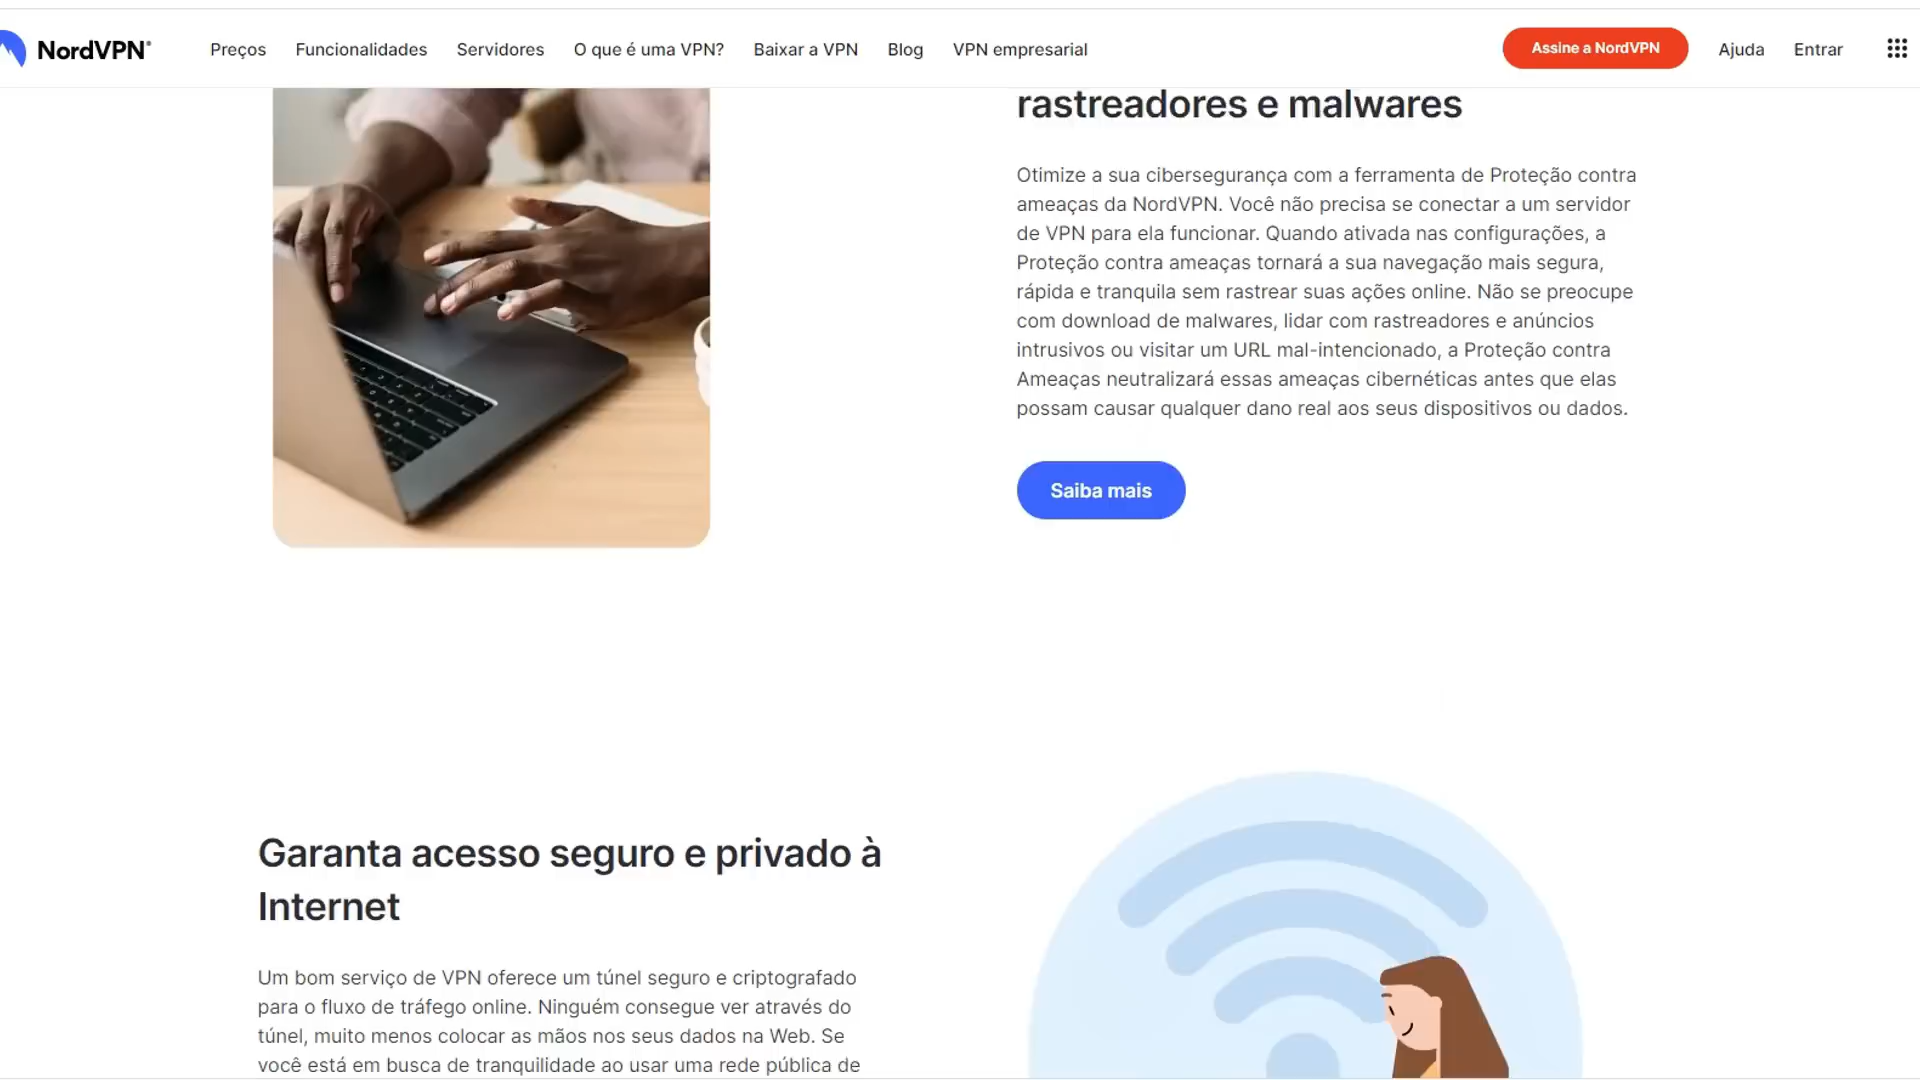 NordVPN®
Preços
Funcionalidades
Servidores
O que é uma VPN?
Baixar a VPN
Blog
VPN empresarial
Assine a NordVPN
Ajuda
Entrar
rastreadores e malwares
Otimize a sua cibersegurança com a ferramenta de Proteção contra
ameaças da NordVPN. Você não precisa se conectar a um servidor
de VPN para ela funcionar. Quando ativada nas configurações, a
Proteção contra ameaças tornará a sua navegação mais segura,
rápida e tranquila sem rastrear suas ações online. Não se preocupe
com download de malwares, lidar com rastreadores e anúncios
intrusivos ou visitar um URL mal-intencionado, a Proteção contra
Ameaças neutralizará essas ameaças cibernéticas antes que elas
possam causar qualquer dano real aos seus dispositivos ou dados.
Saiba mais
Garanta acesso seguro e privado à
Internet
Um bom serviço de VPN oferece um túnel seguro e criptografado
para o fluxo de tráfego online. Ninguém consegue ver através do
túnel, muito menos colocar as mãos nos seus dados na Web. Se
você está em busca de tranquilidade ao usar uma rede pública de